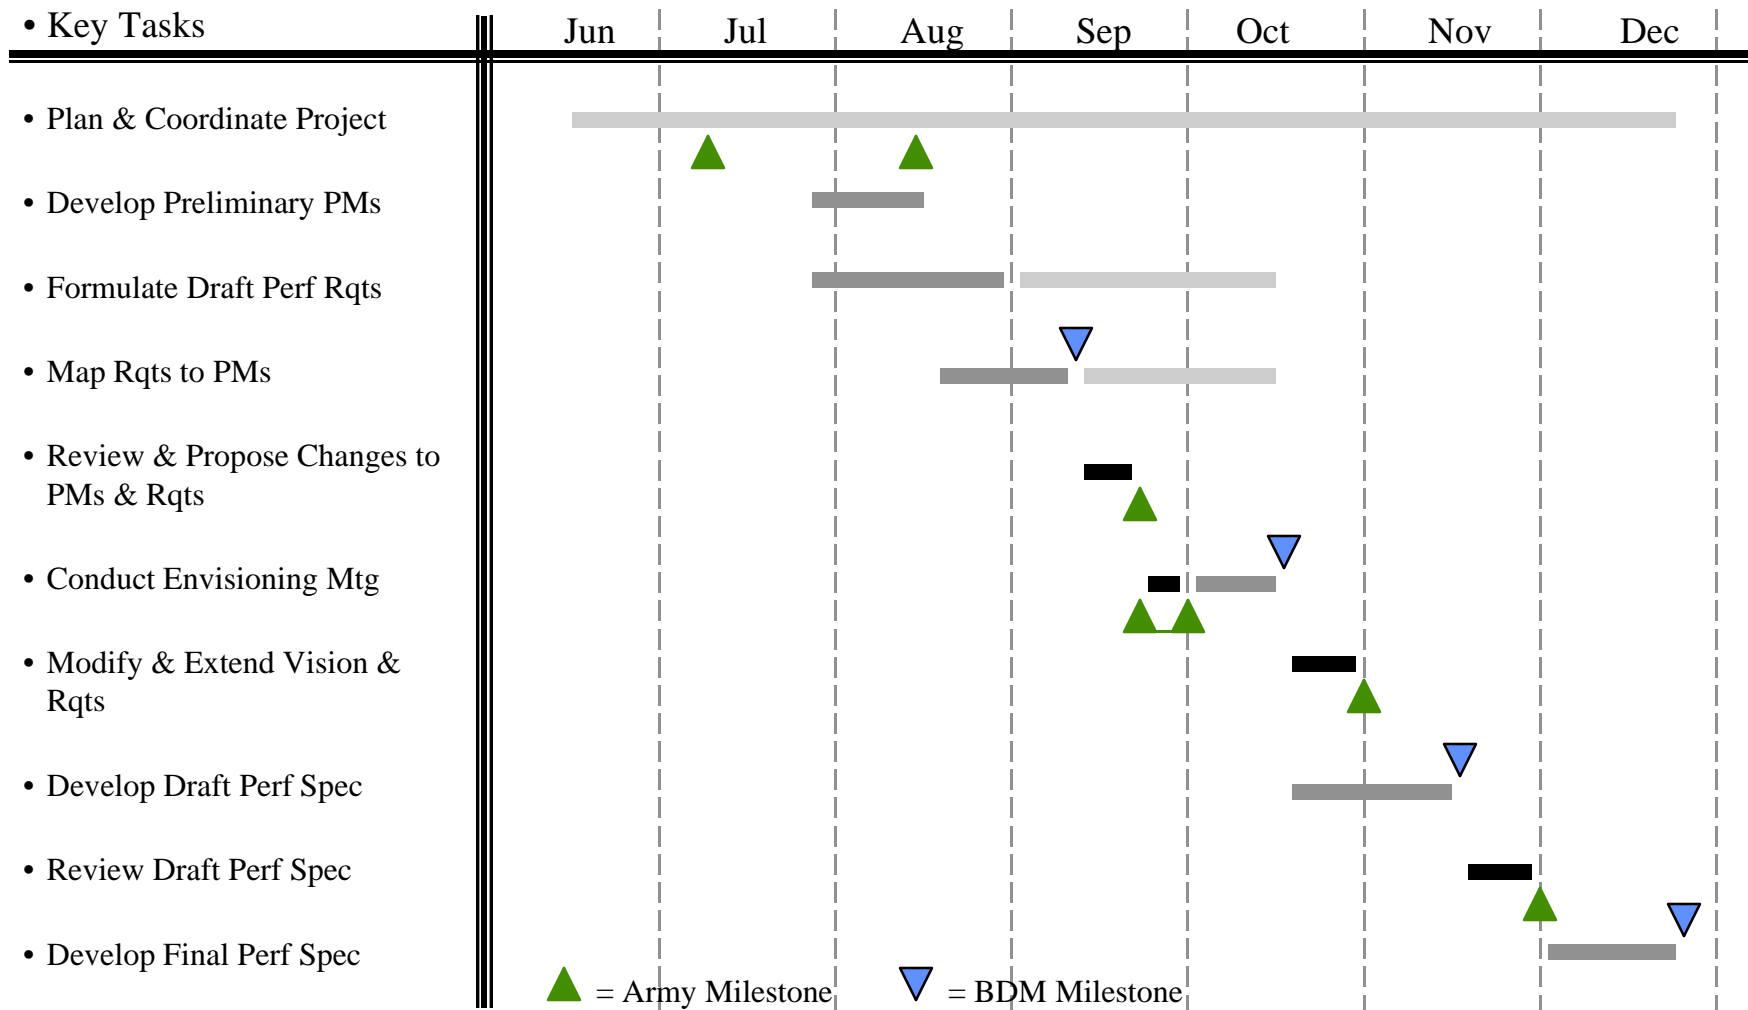 • Key Tasks Jun Jul Aug Sep Oct Nov Dec
• Plan & Coordinate Project
• Develop Preliminary PMs
• Formulate Draft Perf Rqts
• Map Rqts to PMs
• Review & Propose Changes to
PMs & Rqts
• Conduct Envisioning Mtg
• Modify & Extend Vision &
Rqts
• Develop Draft Perf Spec
• Review Draft Perf Spec
• Develop Final Perf Spec
= Army Milestone = BDM Milestone